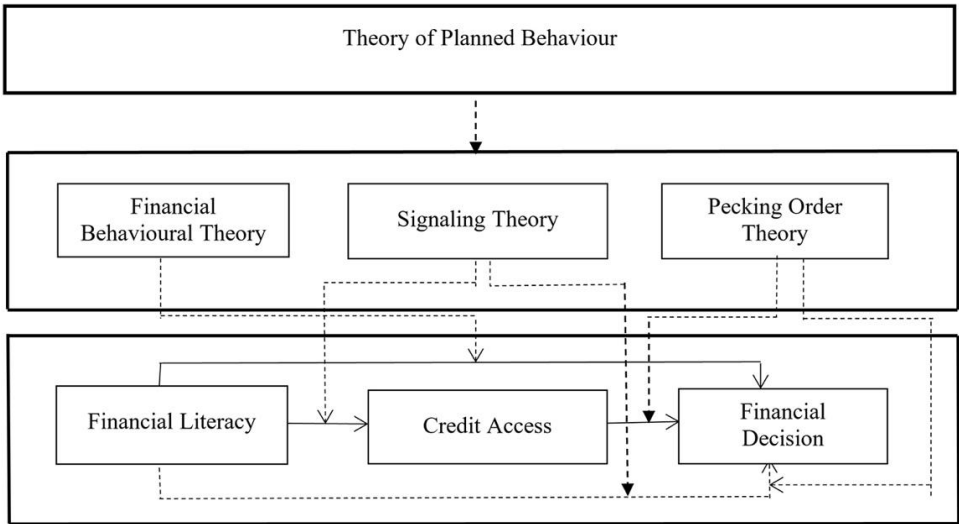 Theory of Planned Behaviour
Financial
Behavioural Theory
Signaling Theory
Pecking Order
Theory
Financial Literacy
Credit Access
Financial
Decision